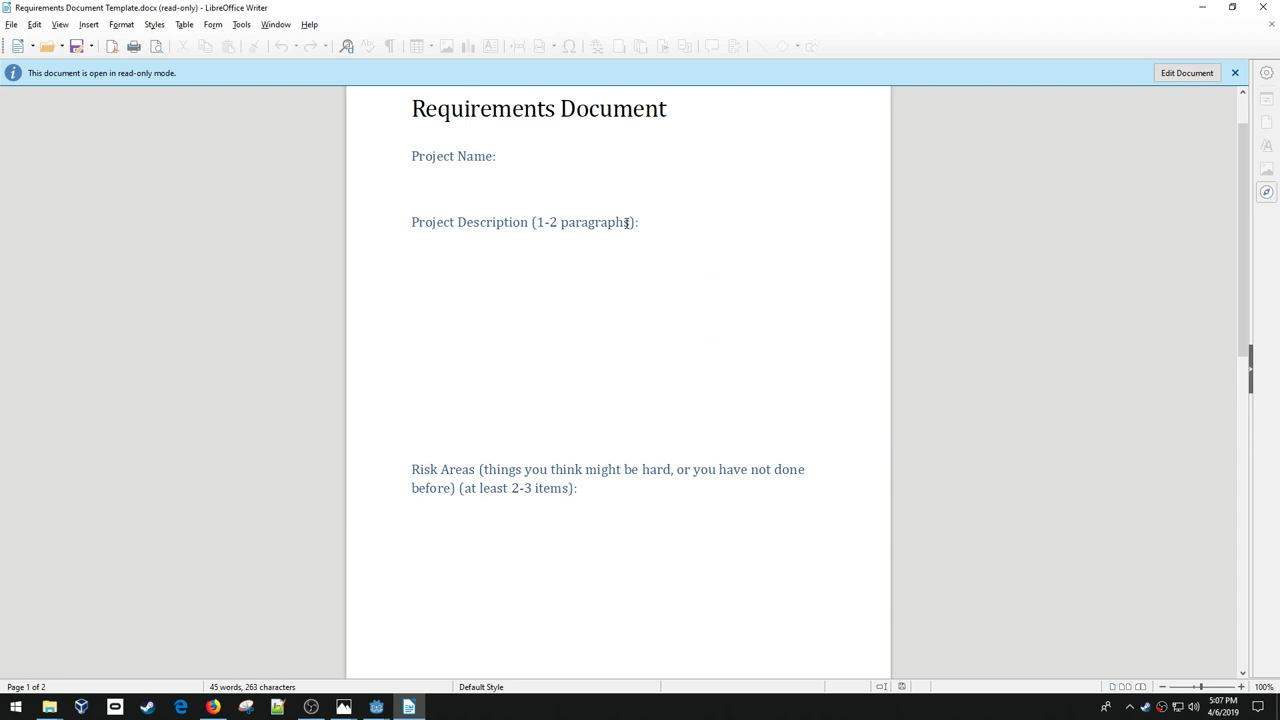 Requirements Document Template.docx (read-only) - LibreOffice Writer
File Edit View Insert Format Styles Table Form Tools Window Help
This document is open in read-only mode.
Edit Document
Requirements Document
Project Name:
Project Description (1-2 paragraphs):
Risk Areas (things you think might be hard, or you have not done
before) (at least 2-3 items):
Page 1 of 2
45 words, 263 characters
Default Style
100%
5:07 PM
4/6/2019